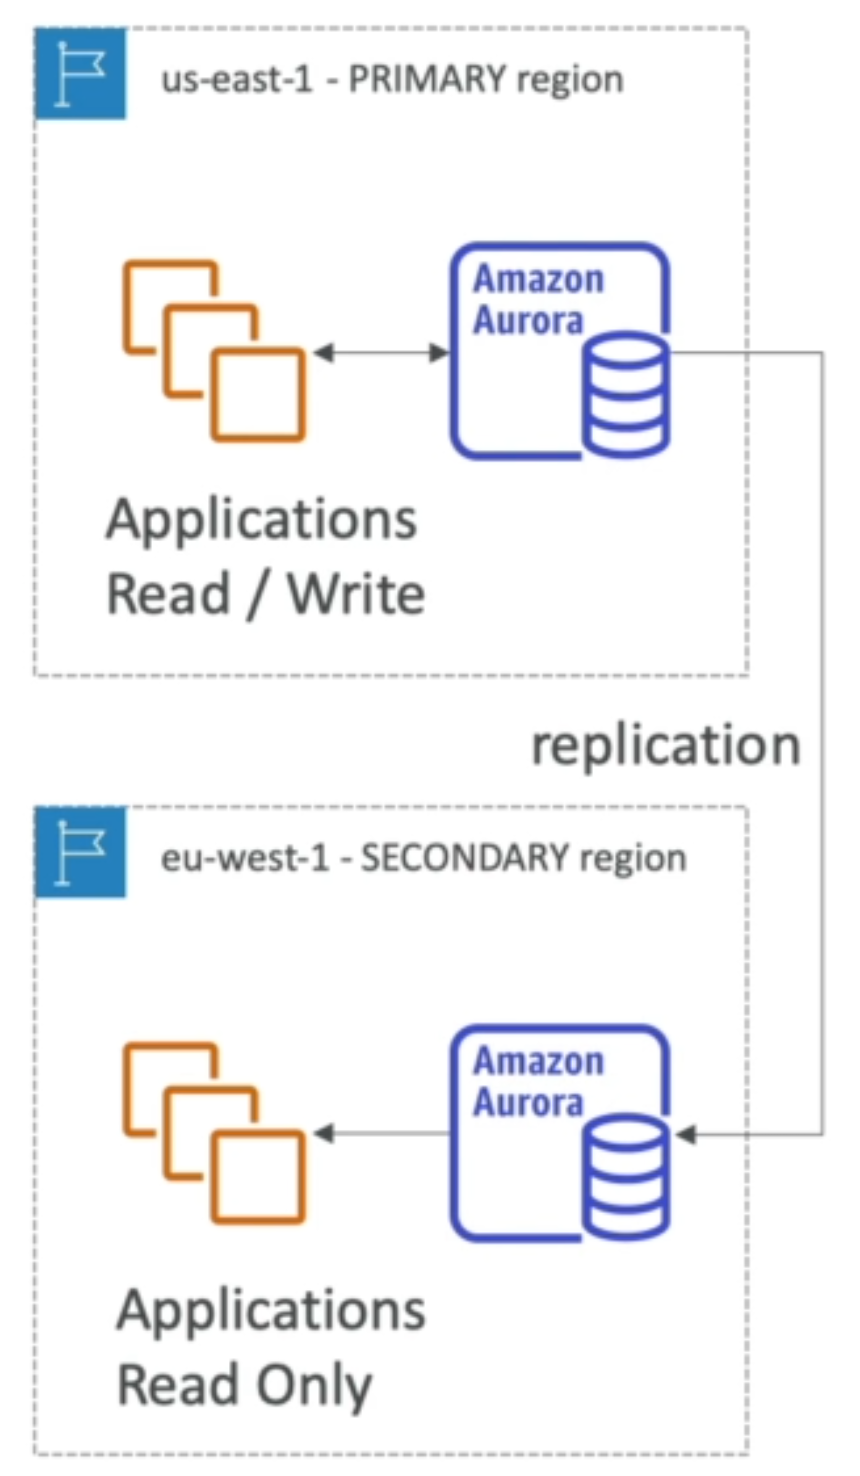 us-east-1 - PRIMARY region
Amazon
Aurora
Applications
Read / Write
replication
eu-west-1 - SECONDARY region
Amazon
Aurora
Applications
Read Only